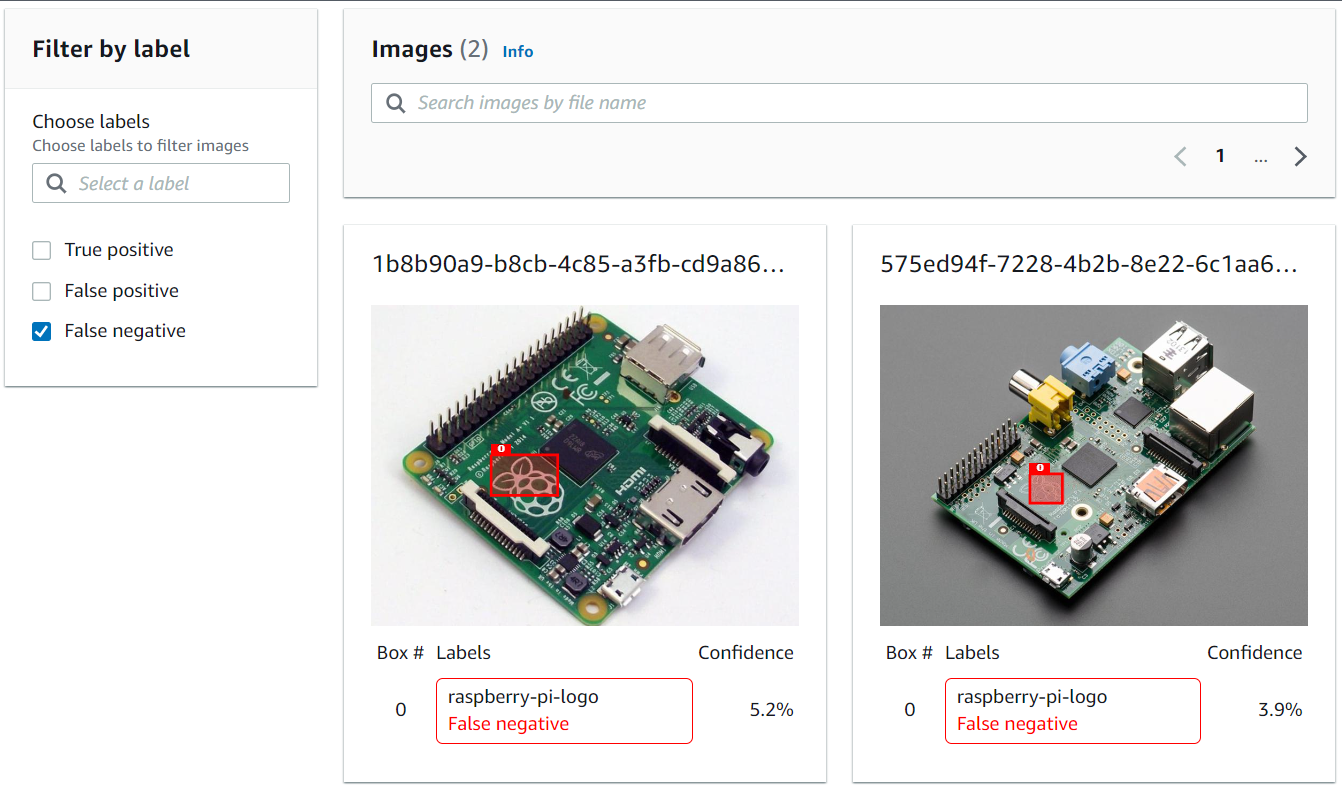 Filter by label
Choose labels
Choose labels to filter images
Select a label
True positive
False positive
False negative
Images (2) Info
Search images by file name
1 ...
1b8b90a9-b8cb-4c85-a3fb-cd9a86...
HDMI
0
Box # Labels Confidence
0 raspberry-pi-logo 5.2%
False negative
575ed94f-7228-4b2b-8e22-6c1aa6...
0
Box # Labels Confidence
0 raspberry-pi-logo 3.9%
False negative